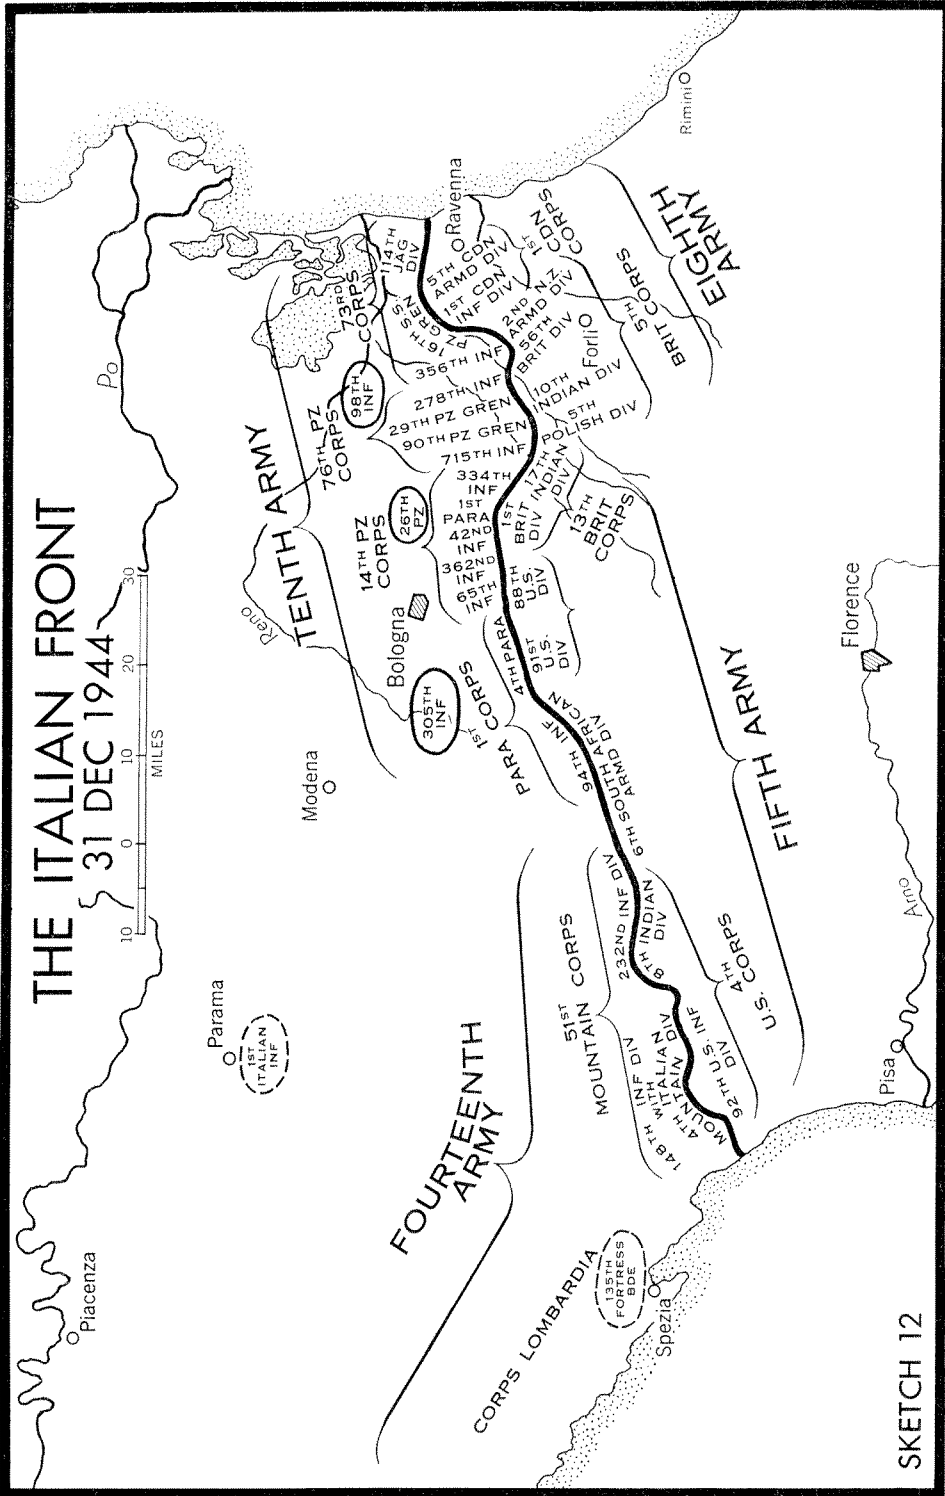 THE ITALIAN FRONT
31 DEC 1944
10 0 10 20 30
MILES
Po
Piacenza
Parama
1ST
ITALIAN
INF
Modena
Reno
Bologna
TENTH ARMY
FOURTEENTH
ARMY
CORPS LOMBARDIA
135TH
FORTRESS
BDE
Spezia
51ST
MOUNTAIN CORPS
148TH WITH
INF DIV
4TH ITALIAN
MOUNTAIN DIV
232ND INF DIV
1ST
PARA CORPS
305TH
INF
94TH INF
4TH PARA
14TH PZ
CORPS
26TH
PZ
65TH
INF
362ND
INF
42ND
INF
1ST
PARA
334TH
INF
76TH PZ
CORPS
98TH
INF
715TH INF
90TH PZ GREN
29TH PZ GREN
278TH INF
356TH INF
73RD
CORPS
16TH SS
PZ GREN
114TH
JAG
DIV
Ravenna
Rimini
Forli
5TH CDN
ARMD DIV
1ST CDN
INF DIV
1ST
CDN
CORPS
2ND N.Z.
ARMD DIV
56TH
BRIT DIV
10TH
INDIAN DIV
5TH
POLISH DIV
5TH
BRIT CORPS
EIGHTH
ARMY
17TH
INDIAN
DIV
1ST
BRIT
DIV
13TH
BRIT
CORPS
88TH
U.S.
DIV
91ST
U.S.
DIV
6TH SOUTH AFRICAN
ARMD DIV
8TH INDIAN
DIV
92TH U.S. INF
DIV
4TH
U.S. CORPS
FIFTH ARMY
Florence
Arno
Pisa
SKETCH 12